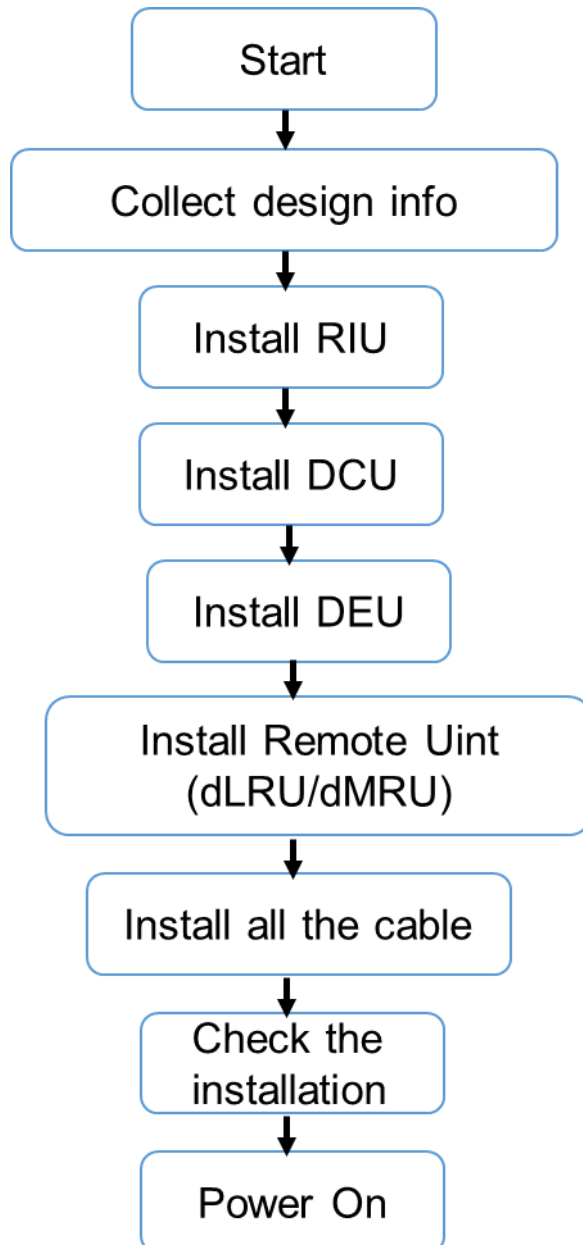 Start
Collect design info
Install RIU
Install DCU
Install DEU
Install Remote Uint
(dLRU/dMRU)
Install all the cable
Check the
installation
Power On